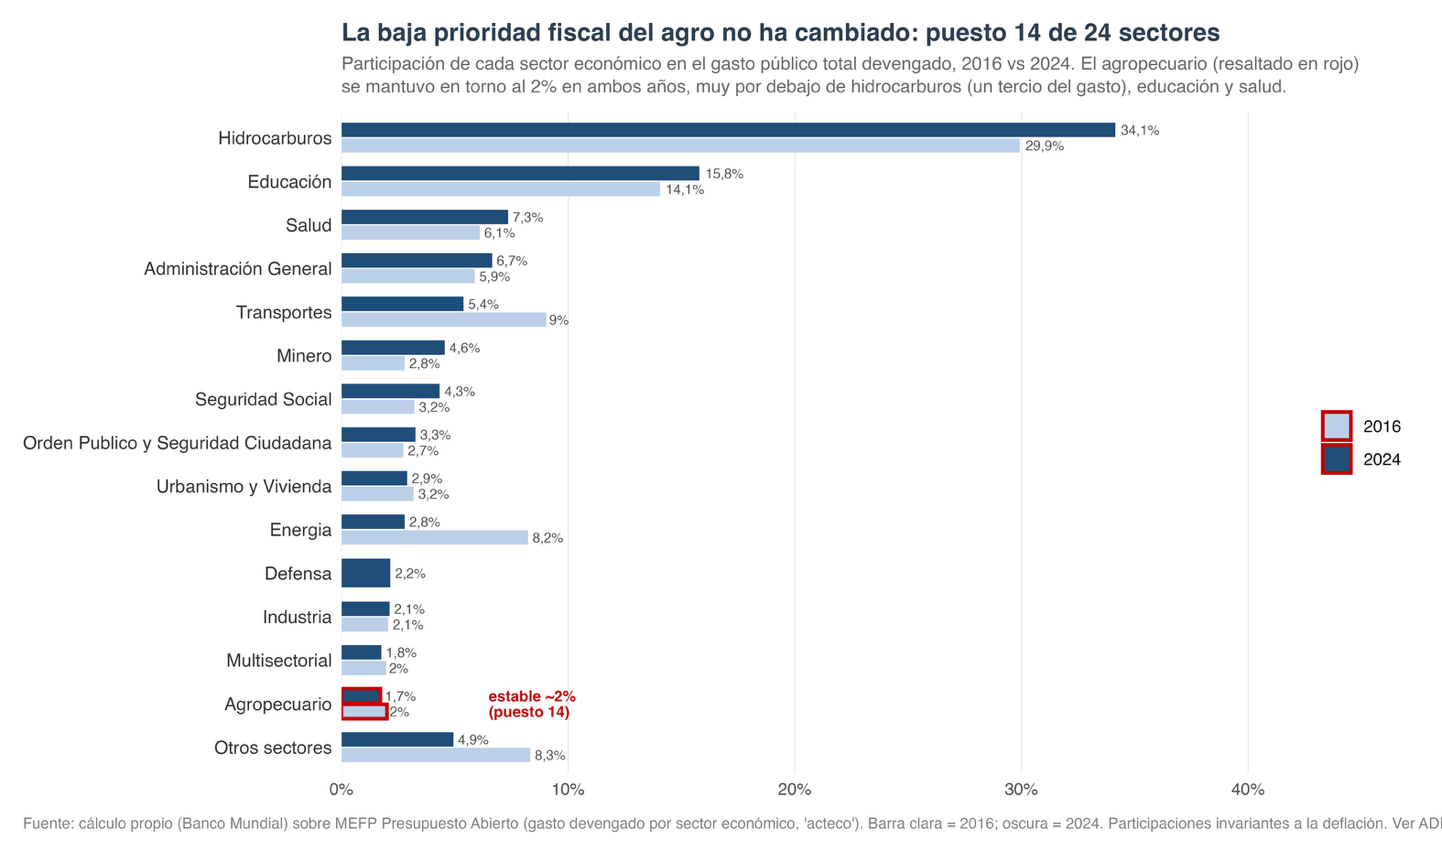 La baja prioridad fiscal del agro no ha cambiado: puesto 14 de 24 sectores
Participación de cada sector económico en el gasto público total devengado, 2016 vs 2024. El agropecuario (resaltado en rojo)
se mantuvo en torno al 2% en ambos años, muy por debajo de hidrocarburos (un tercio del gasto), educación y salud.
Hidrocarburos
34,1%
29,9%
Educación
15,8%
14,1%
Salud
7,3%
6,1%
Administración General
6,7%
5,9%
Transportes
5,4%
9%
Minero
4,6%
2,8%
Seguridad Social
4,3%
3,2%
Orden Publico y Seguridad Ciudadana
3,3%
2,7%
Urbanismo y Vivienda
2,9%
3,2%
Energia
2,8%
8,2%
Defensa
2,2%
Industria
2,1%
2,1%
Multisectorial
1,8%
2%
Agropecuario
1,7%
2%
estable ~2%
(puesto 14)
Otros sectores
4,9%
8,3%
0%
10%
20%
30%
40%
2016
2024
Fuente: cálculo propio (Banco Mundial) sobre MEFP Presupuesto Abierto (gasto devengado por sector económico, 'acteco'). Barra clara = 2016; oscura = 2024. Participaciones invariantes a la deflación. Ver